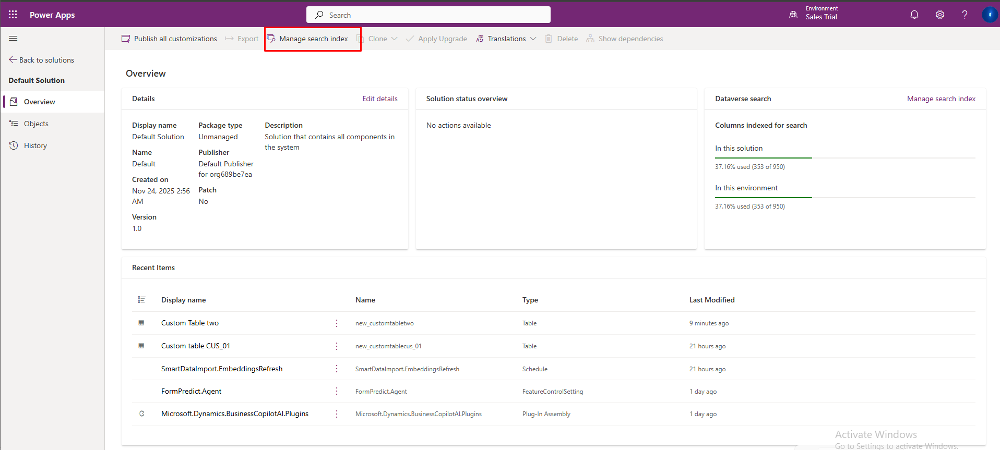 Power Apps
Search
Environment
Sales Trial
Publish all customizations
Export
Manage search index
Clone
Apply Upgrade
Translations
Delete
Show dependencies
Back to solutions
Default Solution
Overview
Objects
History
Overview
Details
Edit details
Display name
Default Solution
Name
Default
Created on
Nov 24, 2025 2:56
AM
Version
1.0
Package type
Unmanaged
Publisher
Default Publisher
for org689be7ea
Patch
No
Description
Solution that contains all components in
the system
Solution status overview
No actions available
Dataverse search
Manage search index
Columns indexed for search
In this solution
37.16% used (353 of 950)
In this environment
37.16% used (353 of 950)
Recent Items
Display name Name Type Last Modified
Custom Table two new_customtabletwo Table 9 minutes ago
Custom table CUS_01 new_customtablecus_01 Table 21 hours ago
SmartDataImport.EmbeddingsRefresh SmartDataImport.EmbeddingsRefresh Schedule 21 hours ago
FormPredict.Agent FormPredict.Agent FeatureControlSetting 1 day ago
Microsoft.Dynamics.BusinessCopilotAI.Plugins Microsoft.Dynamics.BusinessCopilotAI.Plugins Plug-In Assembly 1 day ago
Activate Windows
Go to Settings to activate Windows.